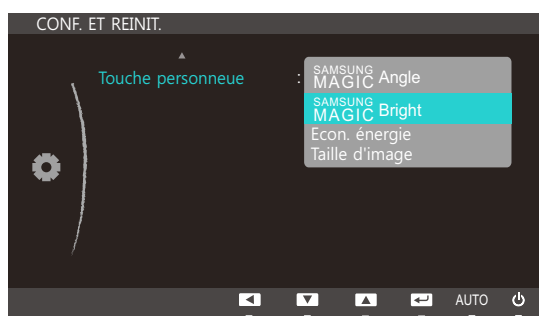 CONF. ET REINIT.
Touche personneue : SAMSUNG MAGIC Angle
SAMSUNG MAGIC Bright
Econ. énergie
Taille d'image
AUTO